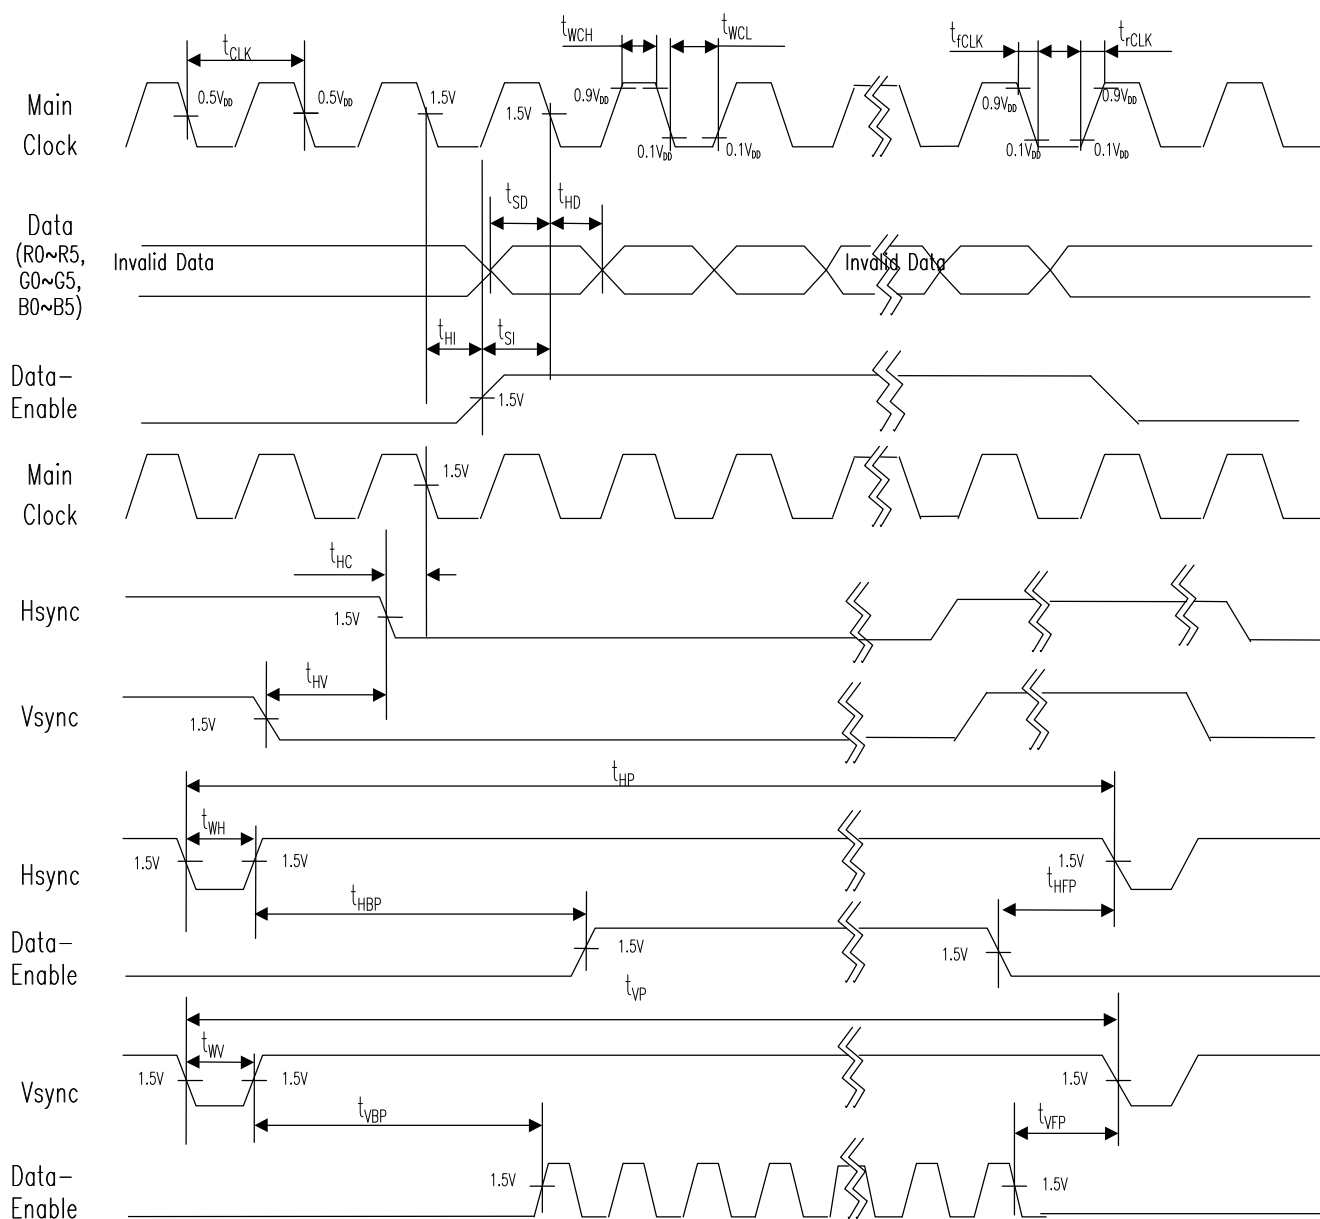 tWCH tWCL tfCLK trCLK
tCLK
Main
Clock
0.5VDD 0.5VDD 1.5V 1.5V 0.9VDD 0.9VDD 0.9VDD
0.1VDD 0.1VDD 0.1VDD 0.1VDD
tSD tHD
Data
(R0~R5,
G0~G5,
B0~B5)
Invalid Data Invalid Data
tHI tSI
Data-
Enable
1.5V
Main
Clock
1.5V
tHC
Hsync
1.5V
tHV
Vsync
1.5V
tHP
tWH
Hsync
1.5V 1.5V 1.5V
tHBP tHFP
Data-
Enable
1.5V 1.5V
tVP
tWV
Vsync
1.5V 1.5V 1.5V
tVBP tVFP
Data-
Enable
1.5V 1.5V